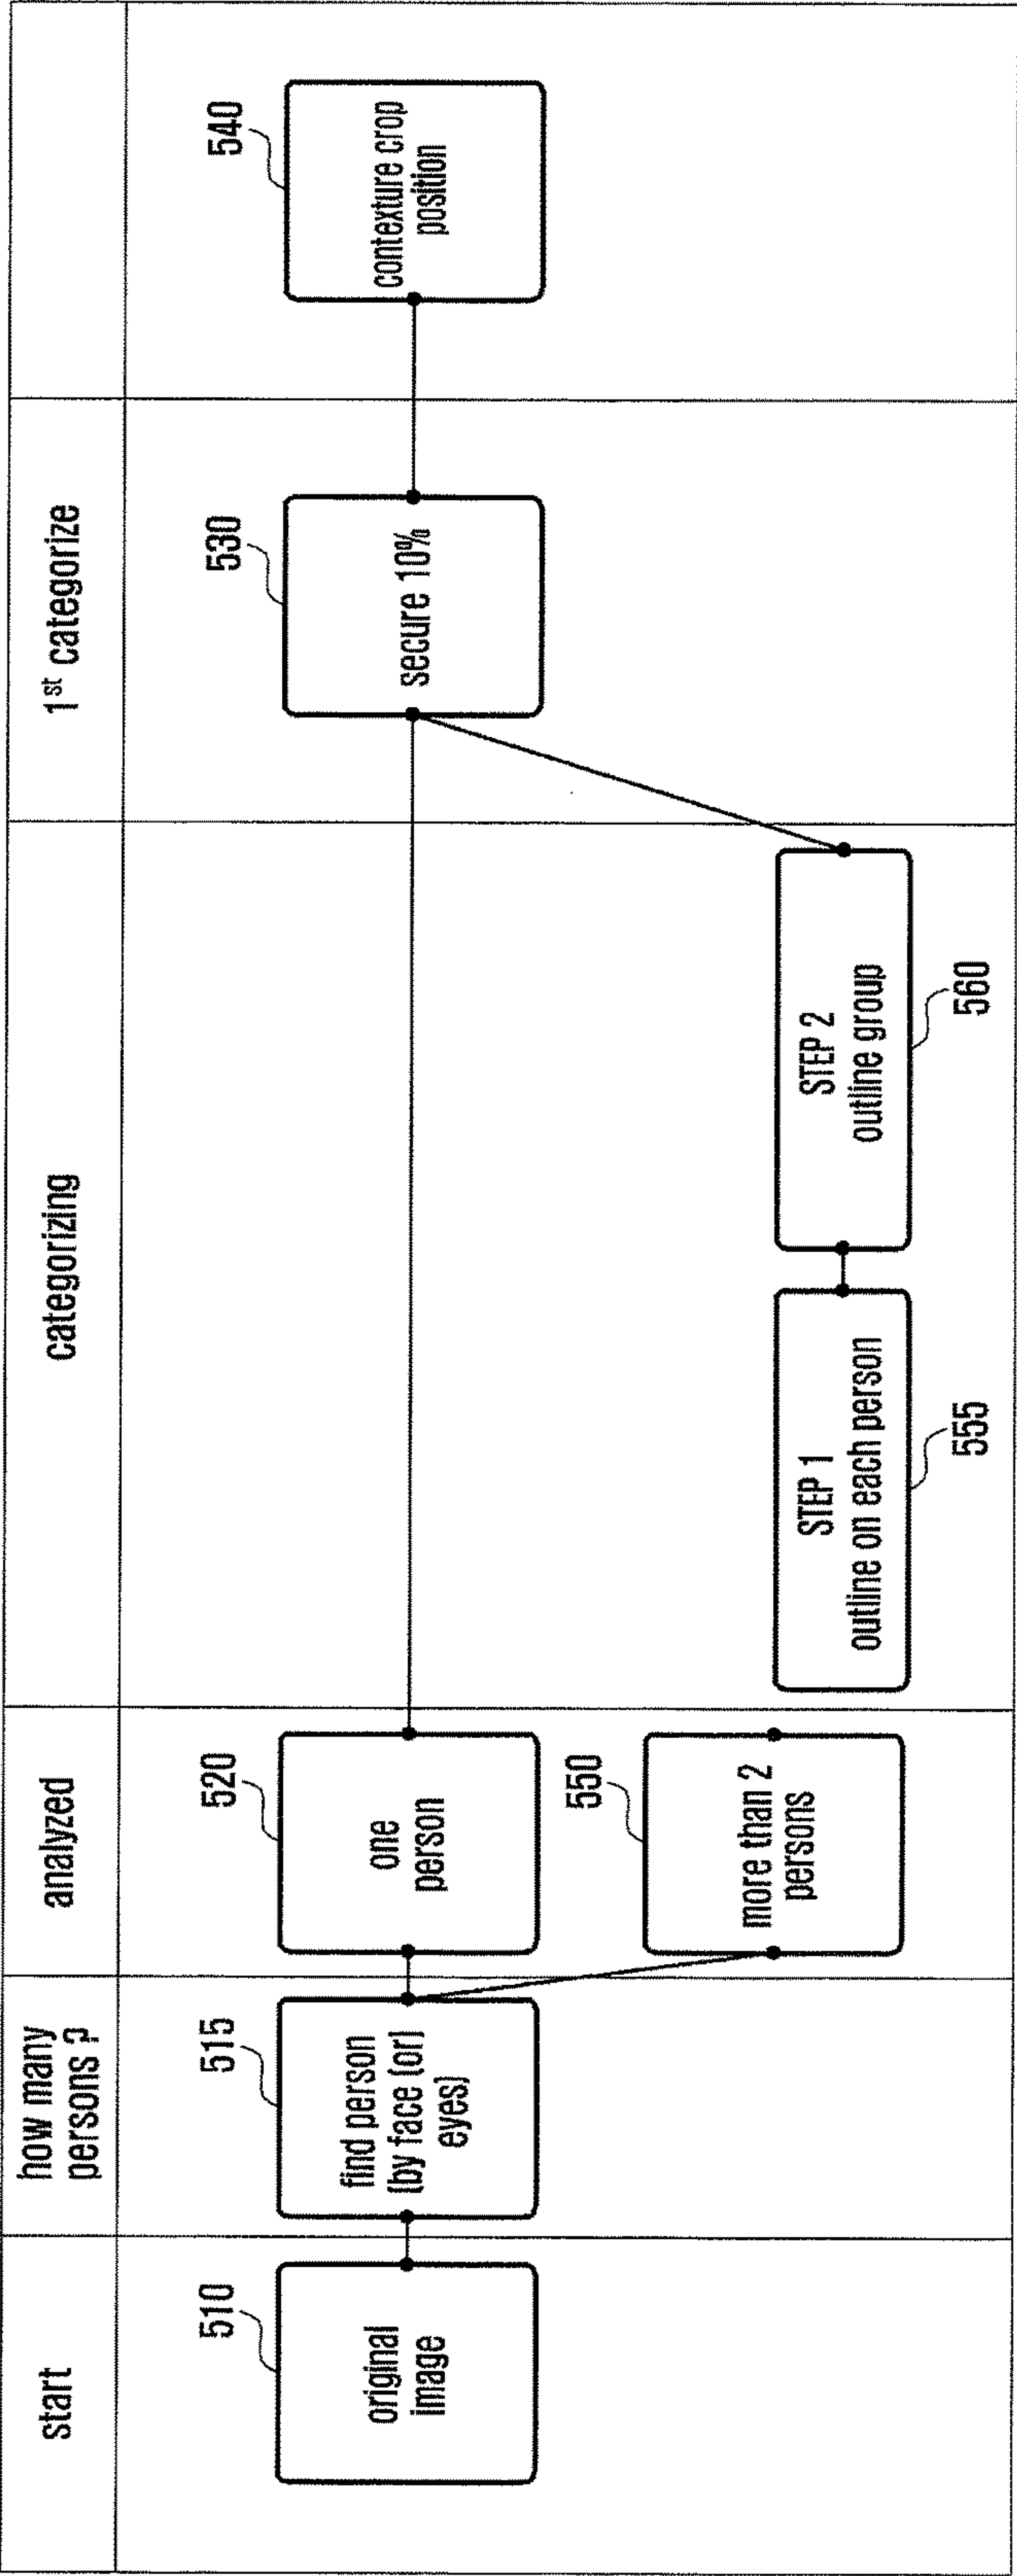 start
how many
persons ?
analyzed
categorizing
1st categorize
510
original
image
515
find person
(by face (or)
eyes)
520
one
person
530
secure 10%
540
contexture crop
position
550
more than 2
persons
STEP 1
outline on each person
555
STEP 2
outline group
560